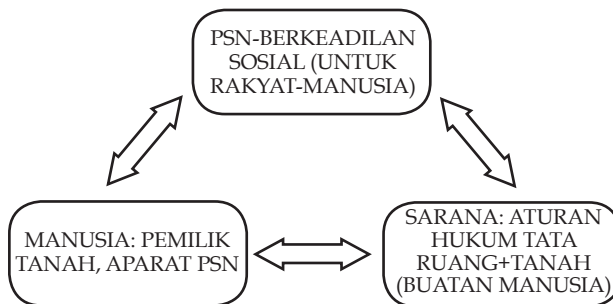 PSN-BERKEADILAN
SOSIAL (UNTUK
RAKYAT-MANUSIA)
MANUSIA: PEMILIK
TANAH, APARAT PSN
SARANA: ATURAN
HUKUM TATA
RUANG+TANAH
(BUATAN MANUSIA)